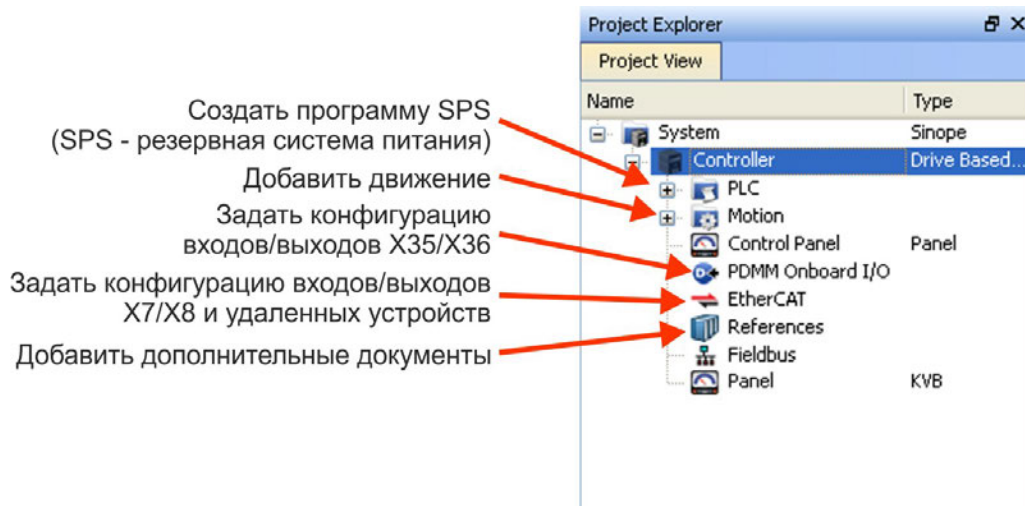 Project Explorer
Project View
Name Type
System Sinope
Controller Drive Based...
PLC
Motion
Control Panel Panel
PDMM Onboard I/O
EtherCAT
References
Fieldbus
Panel KVB
Создать программу SPS
(SPS - резервная система питания)
Добавить движение
Задать конфигурацию
входов/выходов X35/X36
Задать конфигурацию входов/выходов
X7/X8 и удаленных устройств
Добавить дополнительные документы